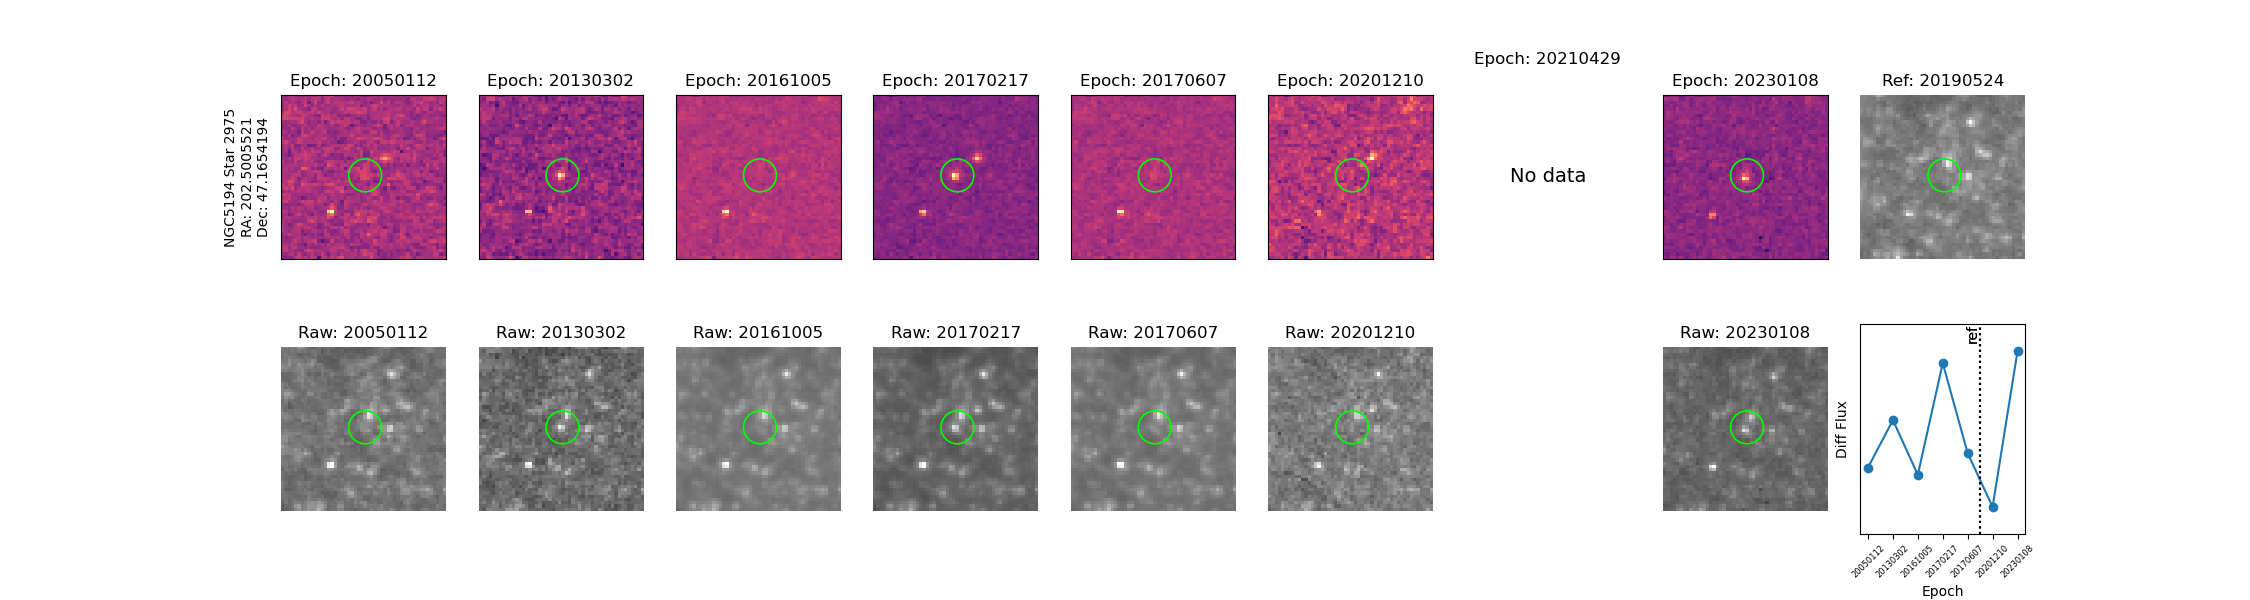 Epoch: 20210429
Epoch: 20050112
Epoch: 20130302
Epoch: 20161005
Epoch: 20170217
Epoch: 20170607
Epoch: 20201210
Epoch: 20230108
Ref: 20190524
NGC5194 Star 2975
RA: 202.5005521
Dec: 47.1654194
No data
Raw: 20050112
Raw: 20130302
Raw: 20161005
Raw: 20170217
Raw: 20170607
Raw: 20201210
Raw: 20230108
ref
Diff Flux
20050112
20130302
20161005
20170217
20170607
20201210
20230108
Epoch